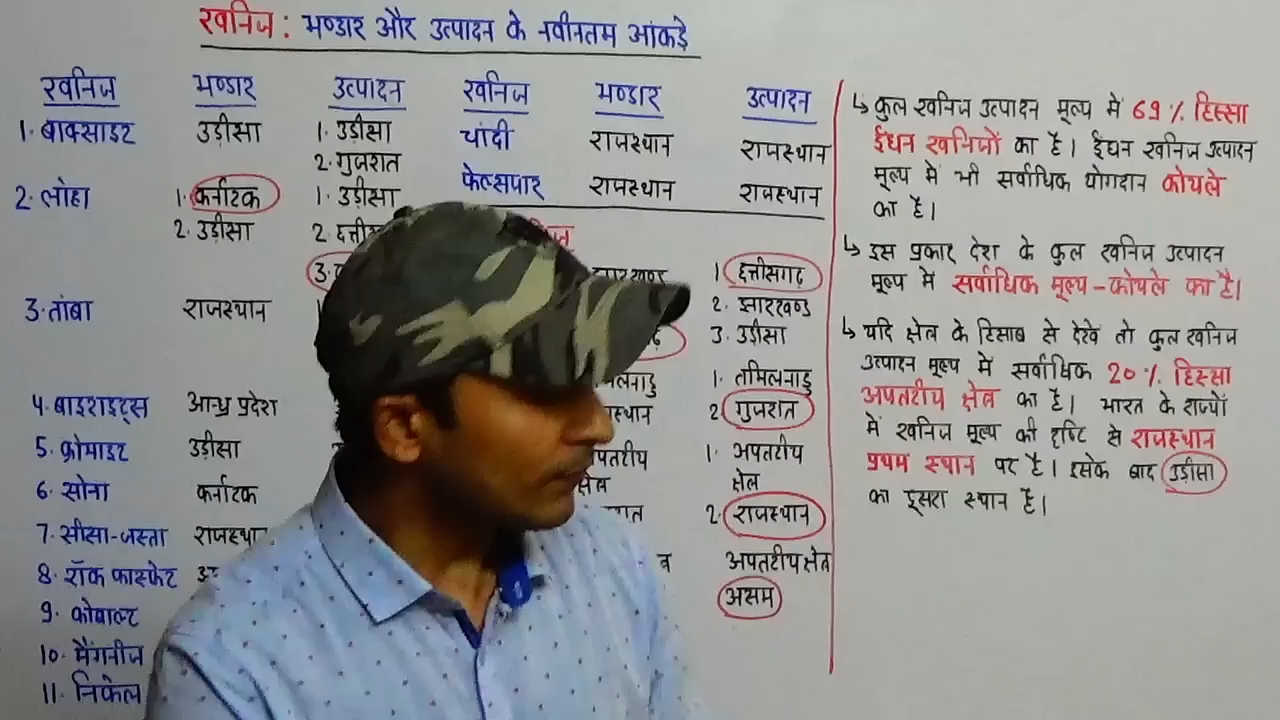 खनिज : भण्डार और उत्पादन के नवीनतम आंकड़े
खनिज भण्डार उत्पादन खनिज भण्डार उत्पादन
1. बाक्साइट उड़ीसा 1. उड़ीसा चांदी राजस्थान राजस्थान
2. गुजरात
फेल्सपार राजस्थान राजस्थान
2. लोहा 1. कर्नाटक 1. उड़ीसा
2. उड़ीसा 2.
3.
1 छत्तीसगढ़
3. तांबा राजस्थान
2. झारखण्ड
3. उड़ीसा
1. तमिलनाडु
4. बाइराइट्स आन्ध्र प्रदेश
2 गुजरात
5. क्रोमाइट उड़ीसा
1. अपतटीय
क्षेत्र
6. सोना कर्नाटक
2. राजस्थान
7. सीसा-जस्ता राजस्थान
अपतटीय क्षेत्र
8. रॉक फास्फेट
असम
9. कोबाल्ट
10. मैंगनीज
11. निकेल
↳ कुल खनिज उत्पादन मूल्य में 69% हिस्सा
ईंधन खनिजों का है। ईंधन खनिज उत्पादन
मूल्य में भी सर्वाधिक योगदान कोयले
का है।
↳ इस प्रकार देश के कुल खनिज उत्पादन
मूल्य में सर्वाधिक मूल्य - कोयले का है।
↳ यदि क्षेत्र के हिसाब से देखे तो कुल खनिज
उत्पादन मूल्य में सर्वाधिक 20% हिस्सा
अपतटीय क्षेत्र का है। भारत के राज्यों
में खनिज मूल्य की दृष्टि से राजस्थान
प्रथम स्थान पर है। इसके बाद उड़ीसा
का दूसरा स्थान है।